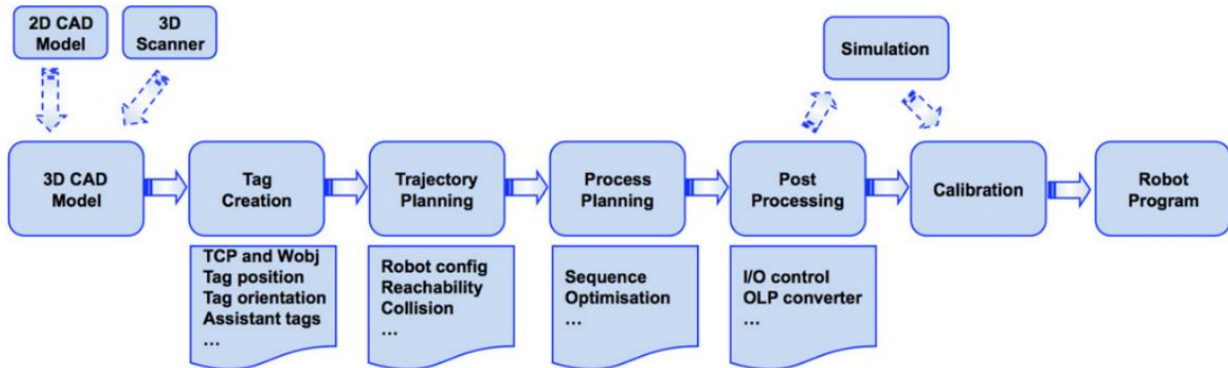 2D CAD
Model
3D
Scanner
Simulation
3D CAD
Model
Tag
Creation
Trajectory
Planning
Process
Planning
Post
Processing
Calibration
Robot
Program
TCP and Wobj
Tag position
Tag orientation
Assistant tags
...
Robot config
Reachability
Collision
...
Sequence
Optimisation
...
I/O control
OLP converter
...